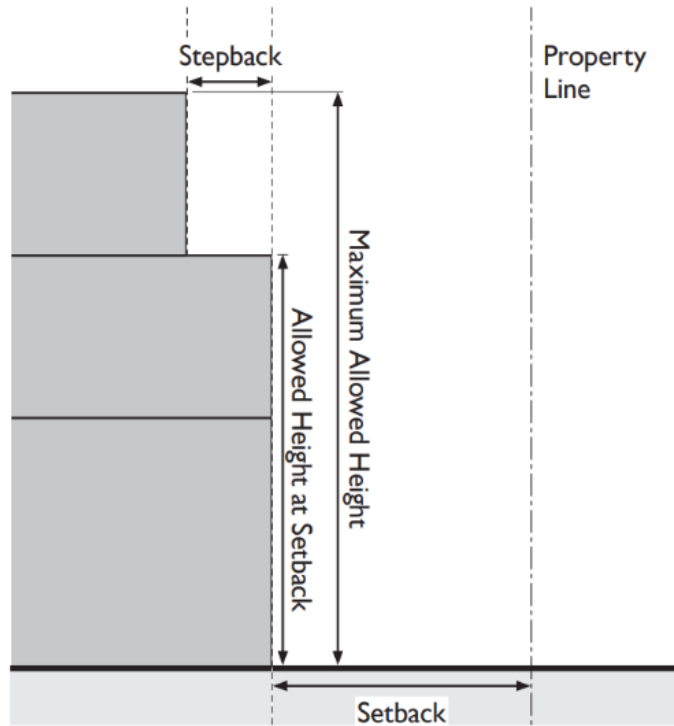 Stepback
Property
Line
Maximum Allowed Height
Allowed Height at Setback
Setback